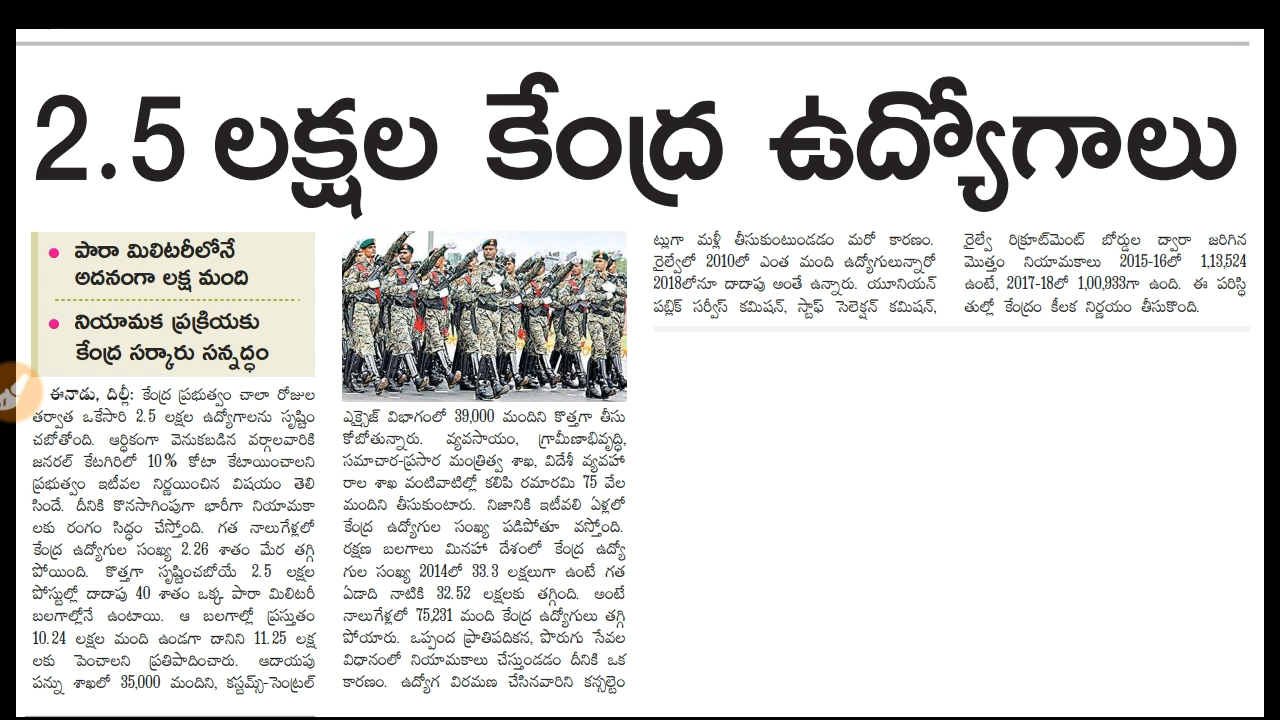 2.5 లక్షల కేంద్ర ఉద్యోగాలు
పారా మిలిటరీలోనే
అదనంగా లక్ష మంది
నియామక ప్రక్రియకు
కేంద్ర సర్కారు సన్నద్ధం
ఈనాడు, దిల్లీ: కేంద్ర ప్రభుత్వం చాలా రోజుల
తర్వాత ఒకేసారి 2.5 లక్షల ఉద్యోగాలను సృష్టిం
చబోతోంది. ఆర్థికంగా వెనుకబడిన వర్గాలవారికి
జనరల్ కేటగిరిలో 10% కోటా కేటాయించాలని
ప్రభుత్వం ఇటీవల నిర్ణయించిన విషయం తెలి
సిందే. దీనికి కొనసాగింపుగా భారీగా నియామకా
లకు రంగం సిద్ధం చేస్తోంది. గత నాలుగేళ్లలో
కేంద్ర ఉద్యోగుల సంఖ్య 2.26 శాతం మేర తగ్గి
పోయింది. కొత్తగా సృష్టించబోయే 2.5 లక్షల
పోస్టుల్లో దాదాపు 40 శాతం ఒక్క పారా మిలిటరీ
బలగాల్లోనే ఉంటాయి. ఆ బలగాల్లో ప్రస్తుతం
10.24 లక్షల మంది ఉండగా దానిని 11.25 లక్ష
లకు పెంచాలని ప్రతిపాదించారు. ఆదాయపు
పన్ను శాఖలో 35,000 మందిని, కస్టమ్స్-సెంట్రల్
ఎక్సైజ్ విభాగంలో 39,000 మందిని కొత్తగా తీసు
కోబోతున్నారు. వ్యవసాయం, గ్రామీణాభివృద్ధి,
సమాచార-ప్రసార మంత్రిత్వ శాఖ, విదేశీ వ్యవహా
రాల శాఖ వంటివాటిల్లో కలిపి రమారమి 75 వేల
మందిని తీసుకుంటారు. నిజానికి ఇటీవలి ఏళ్లలో
కేంద్ర ఉద్యోగుల సంఖ్య పడిపోతూ వస్తోంది.
రక్షణ బలగాలు మినహా దేశంలో కేంద్ర ఉద్యో
గుల సంఖ్య 2014లో 33.3 లక్షలుగా ఉంటే గత
ఏడాది నాటికి 32.52 లక్షలకు తగ్గింది. అంటే
నాలుగేళ్లలో 75,231 మంది కేంద్ర ఉద్యోగులు తగ్గి
పోయారు. ఒప్పంద ప్రాతిపదికన, పొరుగు సేవల
విధానంలో నియామకాలు చేస్తుండడం దీనికి ఒక
కారణం. ఉద్యోగ విరమణ చేసినవారిని కన్సల్టెం
ట్లుగా మళ్లీ తీసుకుంటుండడం మరో కారణం.
రైల్వేలో 2010లో ఎంత మంది ఉద్యోగులున్నారో
2018లోనూ దాదాపు అంతే ఉన్నారు. యూనియన్
పబ్లిక్ సర్వీస్ కమిషన్, స్టాఫ్ సెలెక్షన్ కమిషన్,
రైల్వే రిక్రూట్‌మెంట్ బోర్డుల ద్వారా జరిగిన
మొత్తం నియామకాలు 2015-16లో 1,13,524
ఉంటే, 2017-18లో 1,00,933గా ఉంది. ఈ పరిస్థి
తుల్లో కేంద్రం కీలక నిర్ణయం తీసుకొంది.